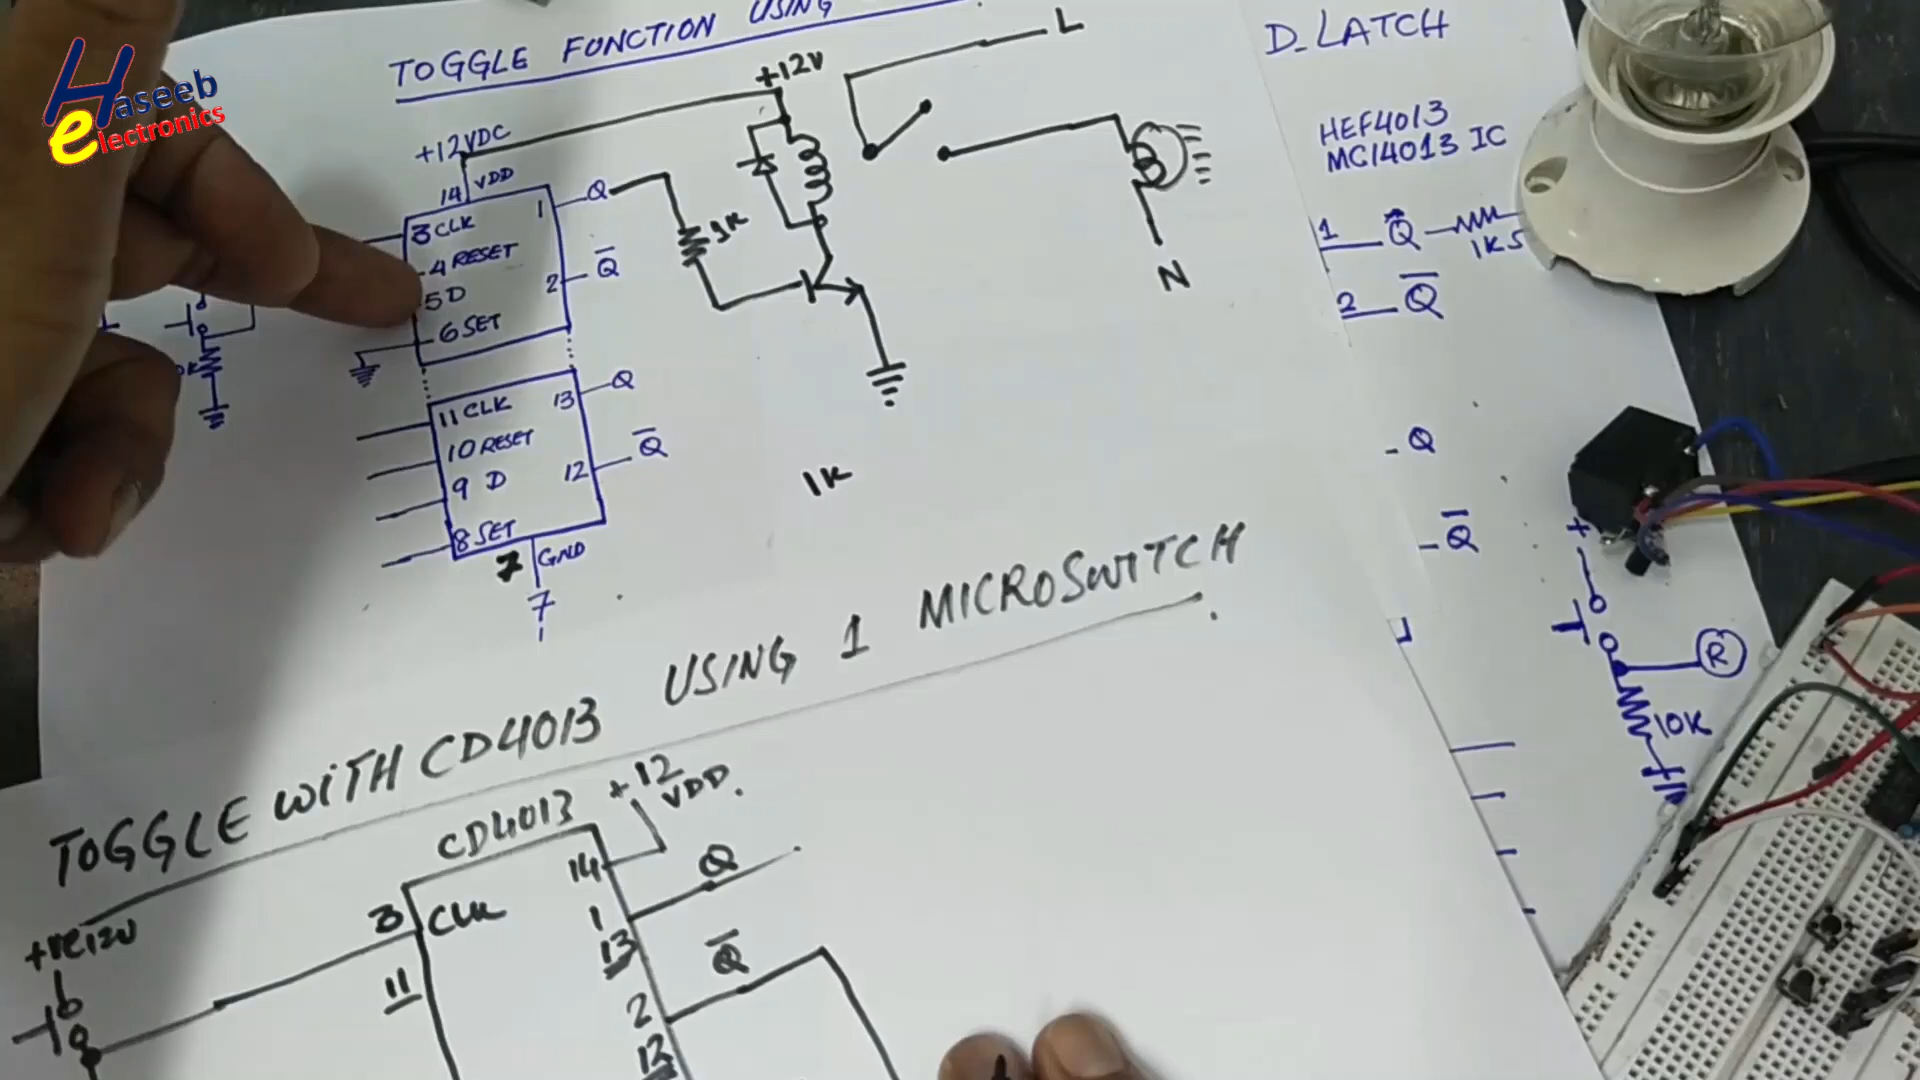 Haseeb
electronics
TOGGLE FUNCTION USING
+12V
L
+12VDC
14 VDD
3 CLK
1
Q
4 RESET
5 D
2
Q̅
6 SET
1K
N
11 CLK
13
Q
10 RESET
9 D
12
Q̅
8 SET
7
GND
7
1K
D_LATCH
HEF4013
MC14013 IC
1
Q
1K5
2
Q̅
Q
Q̅
+
R
10K
TOGGLE WITH CD4013 USING 1 MICROSWITCH
CD4013
+12
VDD.
14
3
CLK
1
Q
13
11
Q̅
2
12